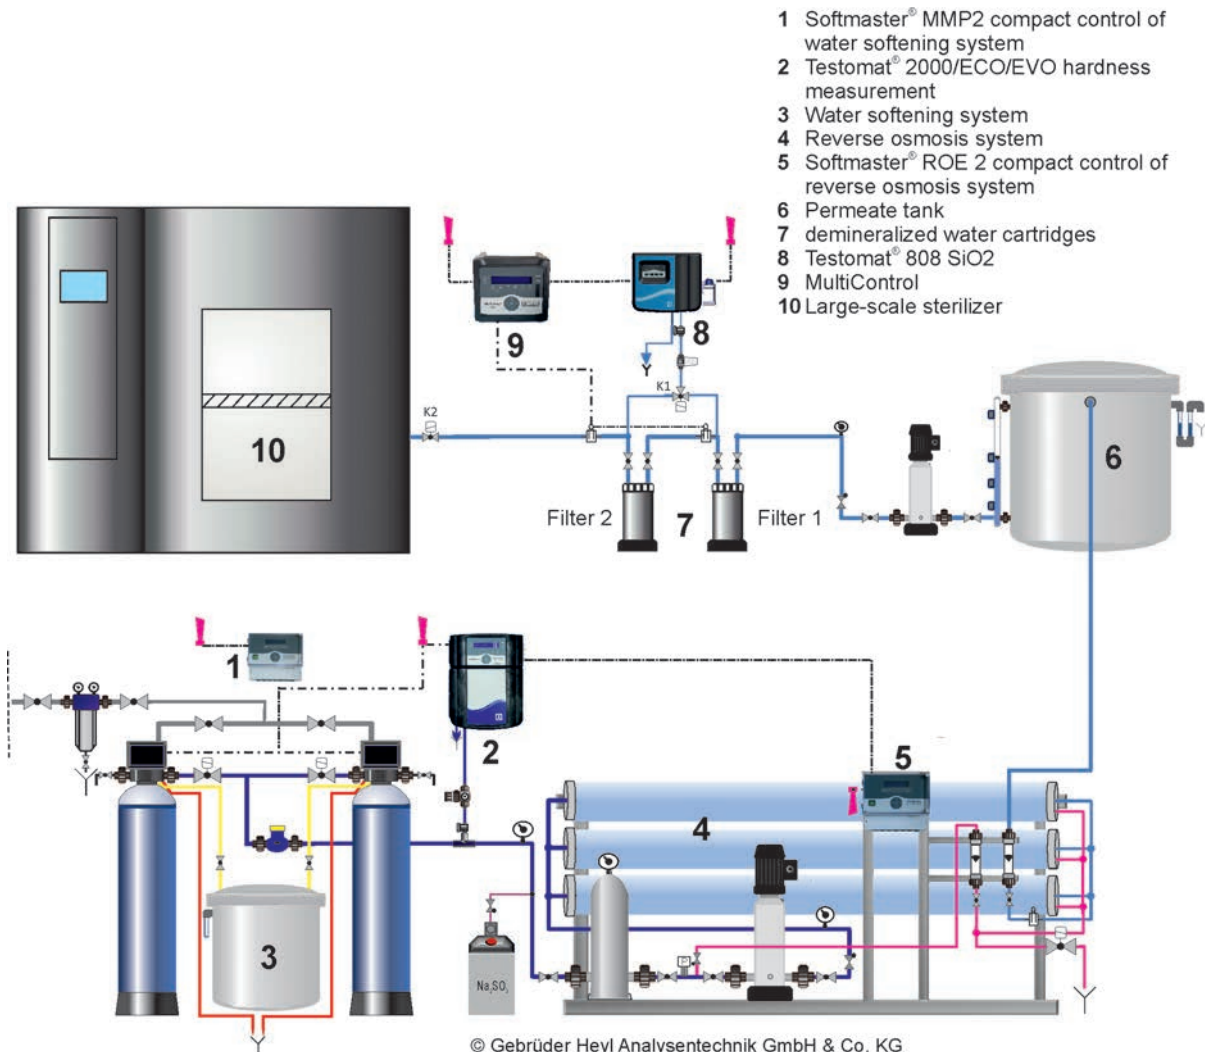 1 Softmaster® MMP2 compact control of
water softening system
2 Testomat® 2000/ECO/EVO hardness
measurement
3 Water softening system
4 Reverse osmosis system
5 Softmaster® ROE 2 compact control of
reverse osmosis system
6 Permeate tank
7 demineralized water cartridges
8 Testomat® 808 SiO2
9 MultiControl
10 Large-scale sterilizer
9
8
K1
K2
10
6
Filter 2
7
Filter 1
1
2
5
4
3
P
Na₂SO₃
© Gebrüder Heyl Analysentechnik GmbH & Co. KG